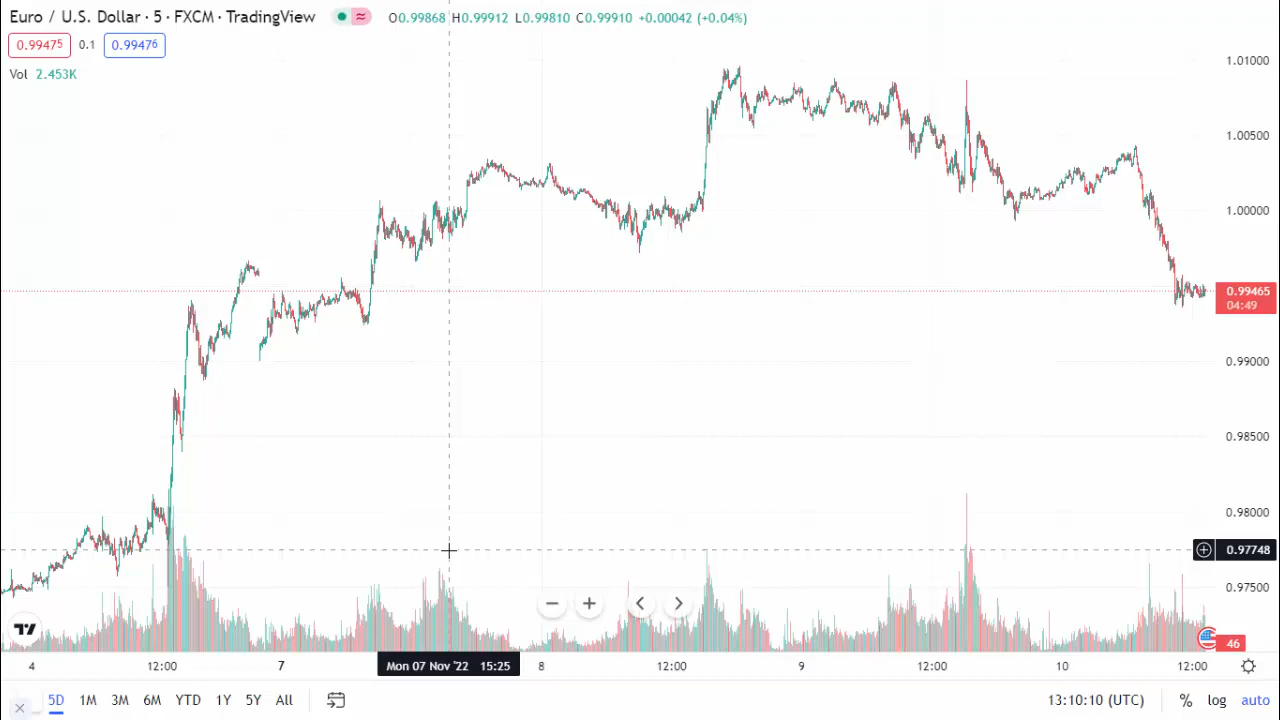 Euro / U.S. Dollar · 5 · FXCM · TradingView ≈ O0.99868 H0.99912 L0.99810 C0.99910 +0.00042 (+0.04%)
0.99475 0.1 0.99476
Vol 2.453K
1.01000
1.00500
1.00000
0.99465
04:49
0.99000
0.98500
0.98000
0.97748
0.97500
46
4 12:00 7 Mon 07 Nov '22 15:25 8 12:00 9 12:00 10 12:00
5D 1M 3M 6M YTD 1Y 5Y All 13:10:10 (UTC) % log auto